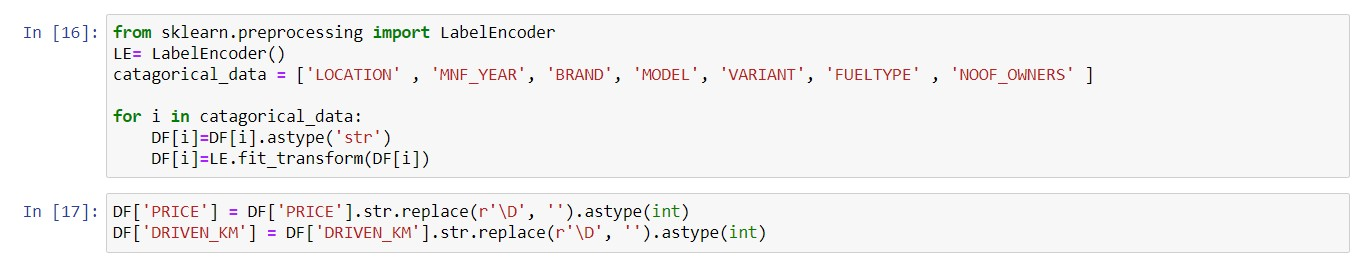 In [16]: from sklearn.preprocessing import LabelEncoder
LE= LabelEncoder()
catagorical_data = ['LOCATION' , 'MNF_YEAR', 'BRAND', 'MODEL', 'VARIANT', 'FUELTYPE' , 'NOOF_OWNERS' ]
for i in catagorical_data:
    DF[i]=DF[i].astype('str')
    DF[i]=LE.fit_transform(DF[i])
In [17]: DF['PRICE'] = DF['PRICE'].str.replace(r'\D', '').astype(int)
DF['DRIVEN_KM'] = DF['DRIVEN_KM'].str.replace(r'\D', '').astype(int)